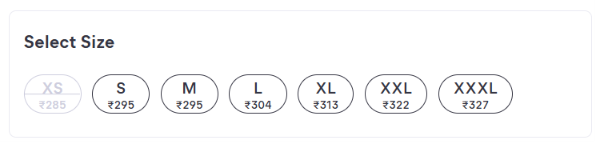 Select Size
XS S M L XL XXL XXXL
₹285 ₹295 ₹295 ₹304 ₹313 ₹322 ₹327